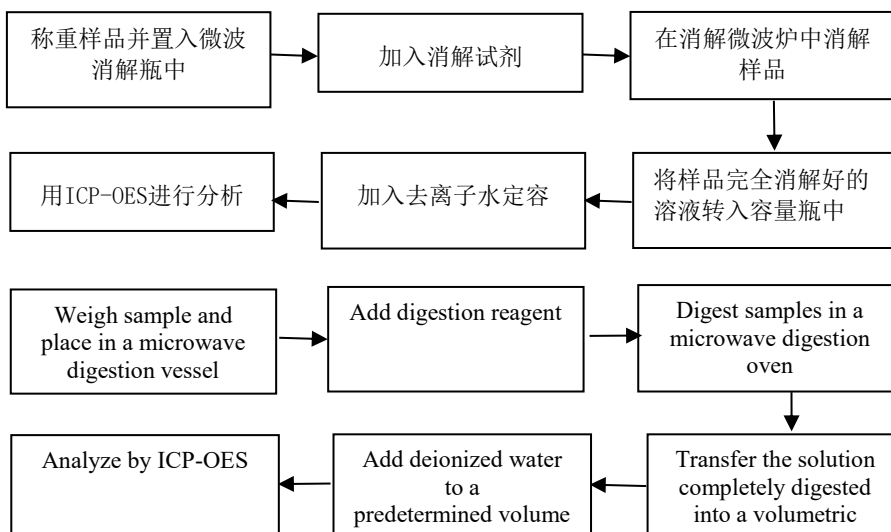 称重样品并置入微波
消解瓶中
加入消解试剂
在消解微波炉中消解
样品
将样品完全消解好的
溶液转入容量瓶中
加入去离子水定容
用ICP-OES进行分析
Weigh sample and
place in a microwave
digestion vessel
Add digestion reagent
Digest samples in a
microwave digestion
oven
Transfer the solution
completely digested
into a volumetric
Add deionized water
to a
predetermined volume
Analyze by ICP-OES